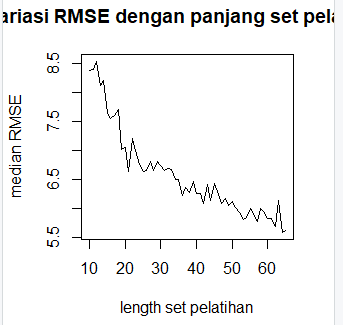 ariasi RMSE dengan panjang set pela
8.5
7.5
6.5
5.5
median RMSE
10 20 30 40 50 60
length set pelatihan